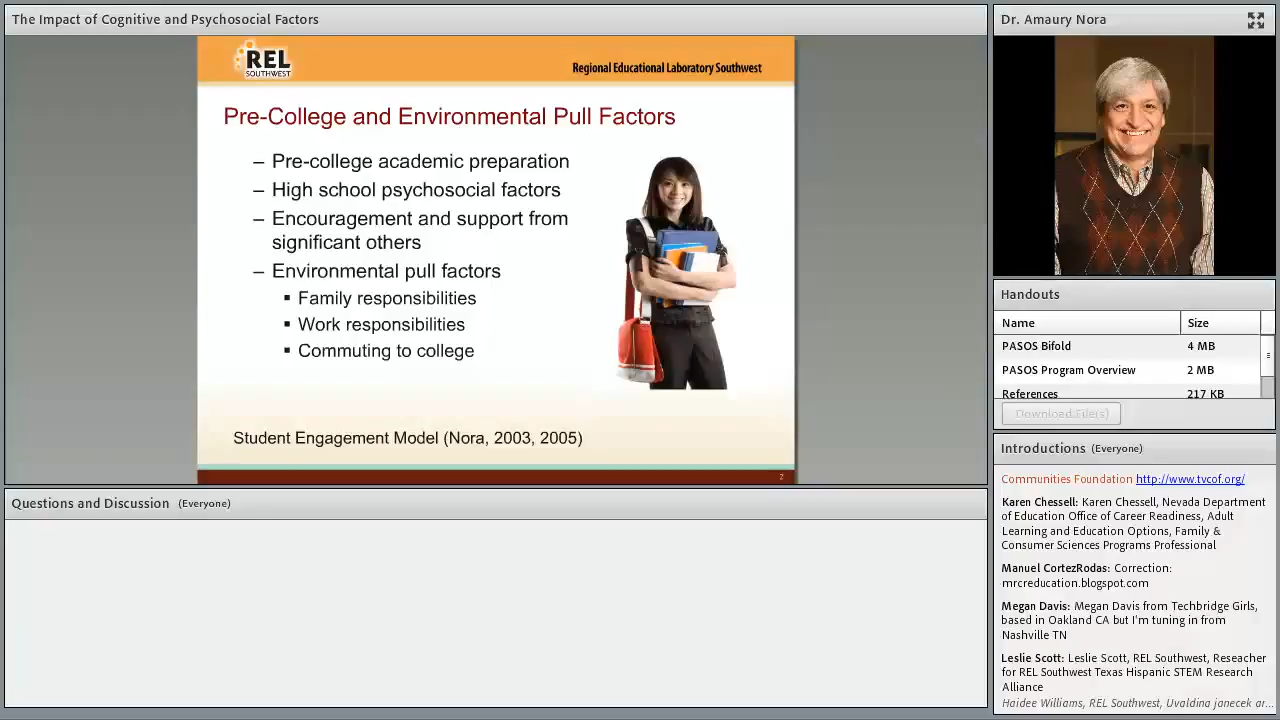 The Impact of Cognitive and Psychosocial Factors
REL
SOUTHWEST
Regional Educational Laboratory Southwest
Pre-College and Environmental Pull Factors
– Pre-college academic preparation
– High school psychosocial factors
– Encouragement and support from
significant others
– Environmental pull factors
▪ Family responsibilities
▪ Work responsibilities
▪ Commuting to college
Student Engagement Model (Nora, 2003, 2005)
2
Questions and Discussion (Everyone)
Dr. Amaury Nora
Handouts
Name Size
PASOS Bifold 4 MB
PASOS Program Overview 2 MB
References 217 KB
Download File(s)
Introductions (Everyone)
Communities Foundation http://www.tvcof.org/
Karen Chessell: Karen Chessell, Nevada Department
of Education Office of Career Readiness, Adult
Learning and Education Options, Family &
Consumer Sciences Programs Professional
Manuel CortezRodas: Correction:
mrcreducation.blogspot.com
Megan Davis: Megan Davis from Techbridge Girls,
based in Oakland CA but I'm tuning in from
Nashville TN
Leslie Scott: Leslie Scott, REL Southwest, Reseacher
for REL Southwest Texas Hispanic STEM Research
Alliance
Haidee Williams, REL Southwest, Uvaldina janecek ar...